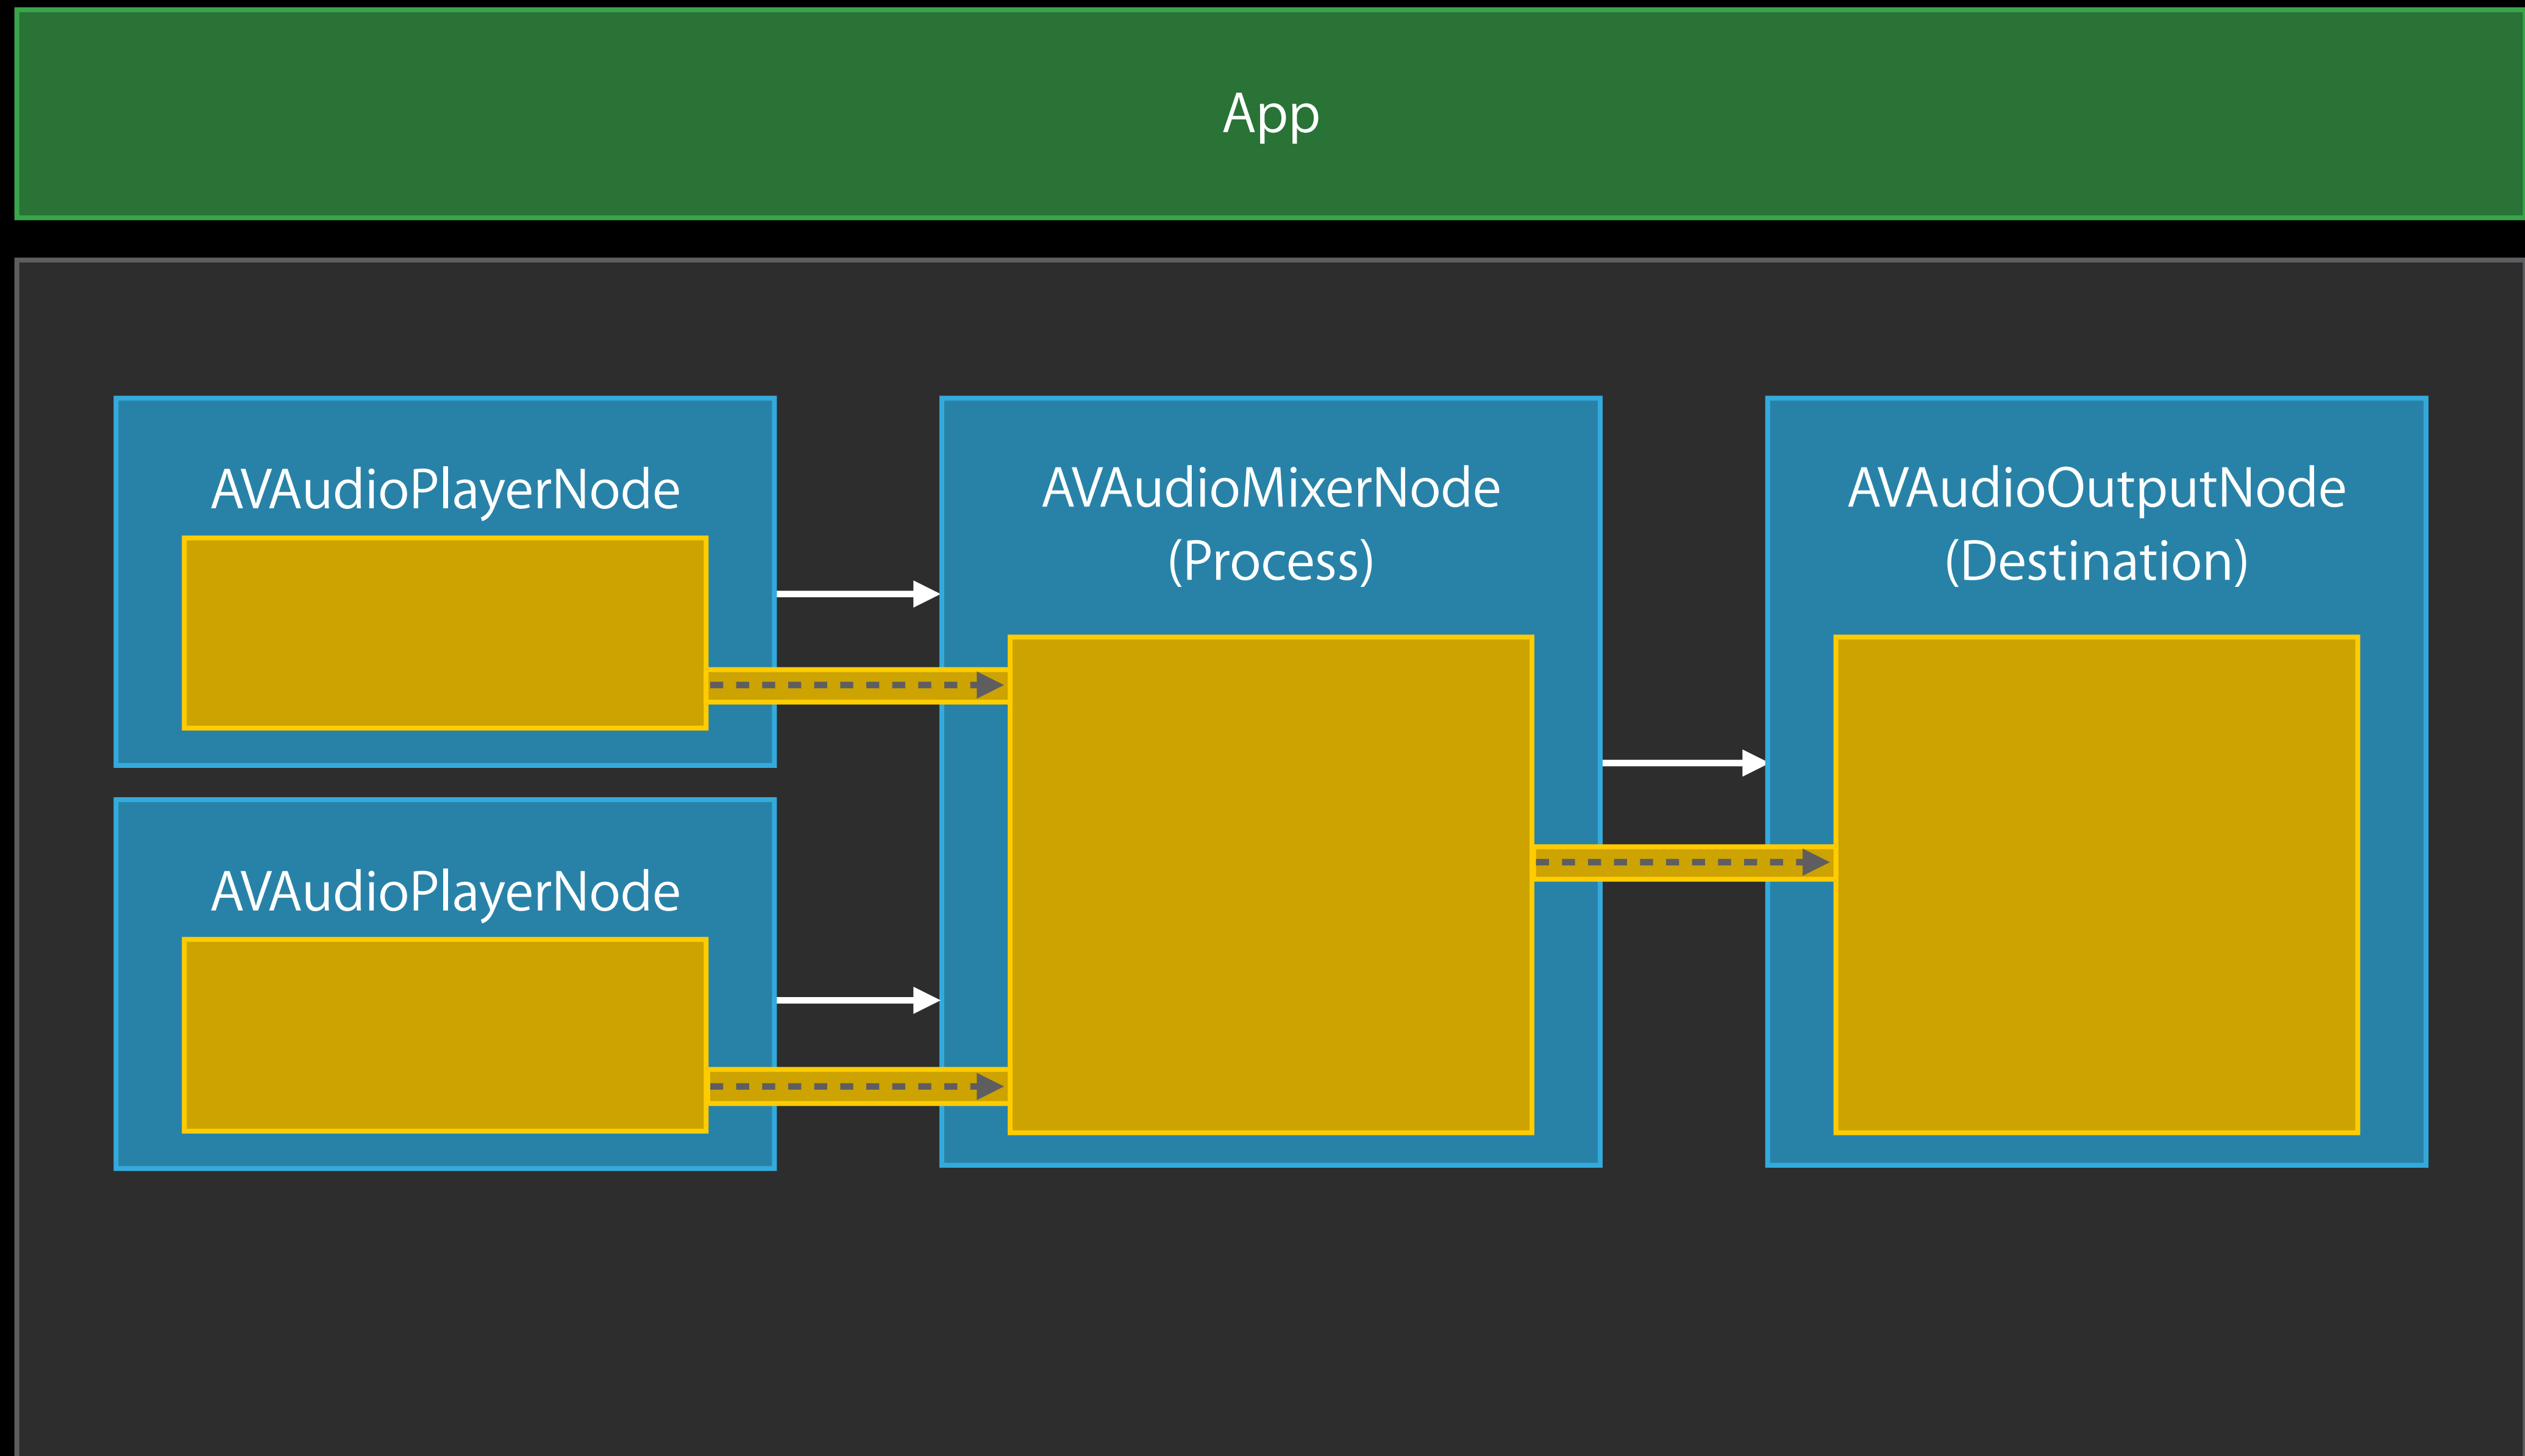 App
AVAudioPlayerNode
AVAudioMixerNode
(Process)
AVAudioOutputNode
(Destination)
AVAudioPlayerNode